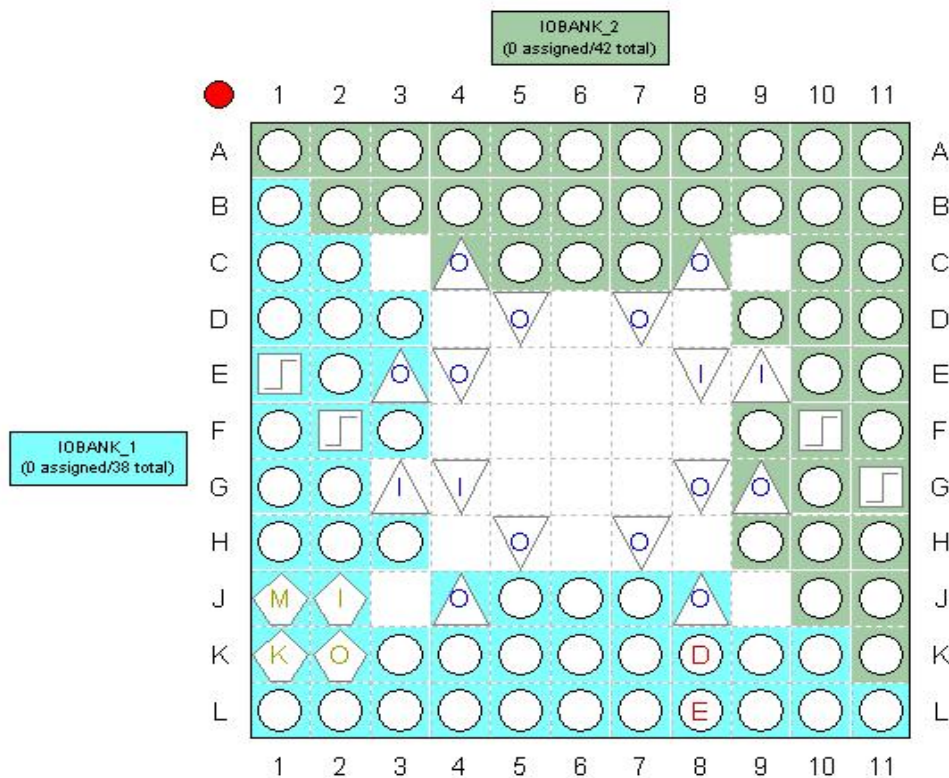 IOBANK_2
(0 assigned/42 total)
1 2 3 4 5 6 7 8 9 10 11
A A
B B
C O O C
D O O D
E O O I I E
F F
IOBANK_1
(0 assigned/38 total)
G I I O O G
H O O H
J M I O O J
K K O D K
L E L
1 2 3 4 5 6 7 8 9 10 11